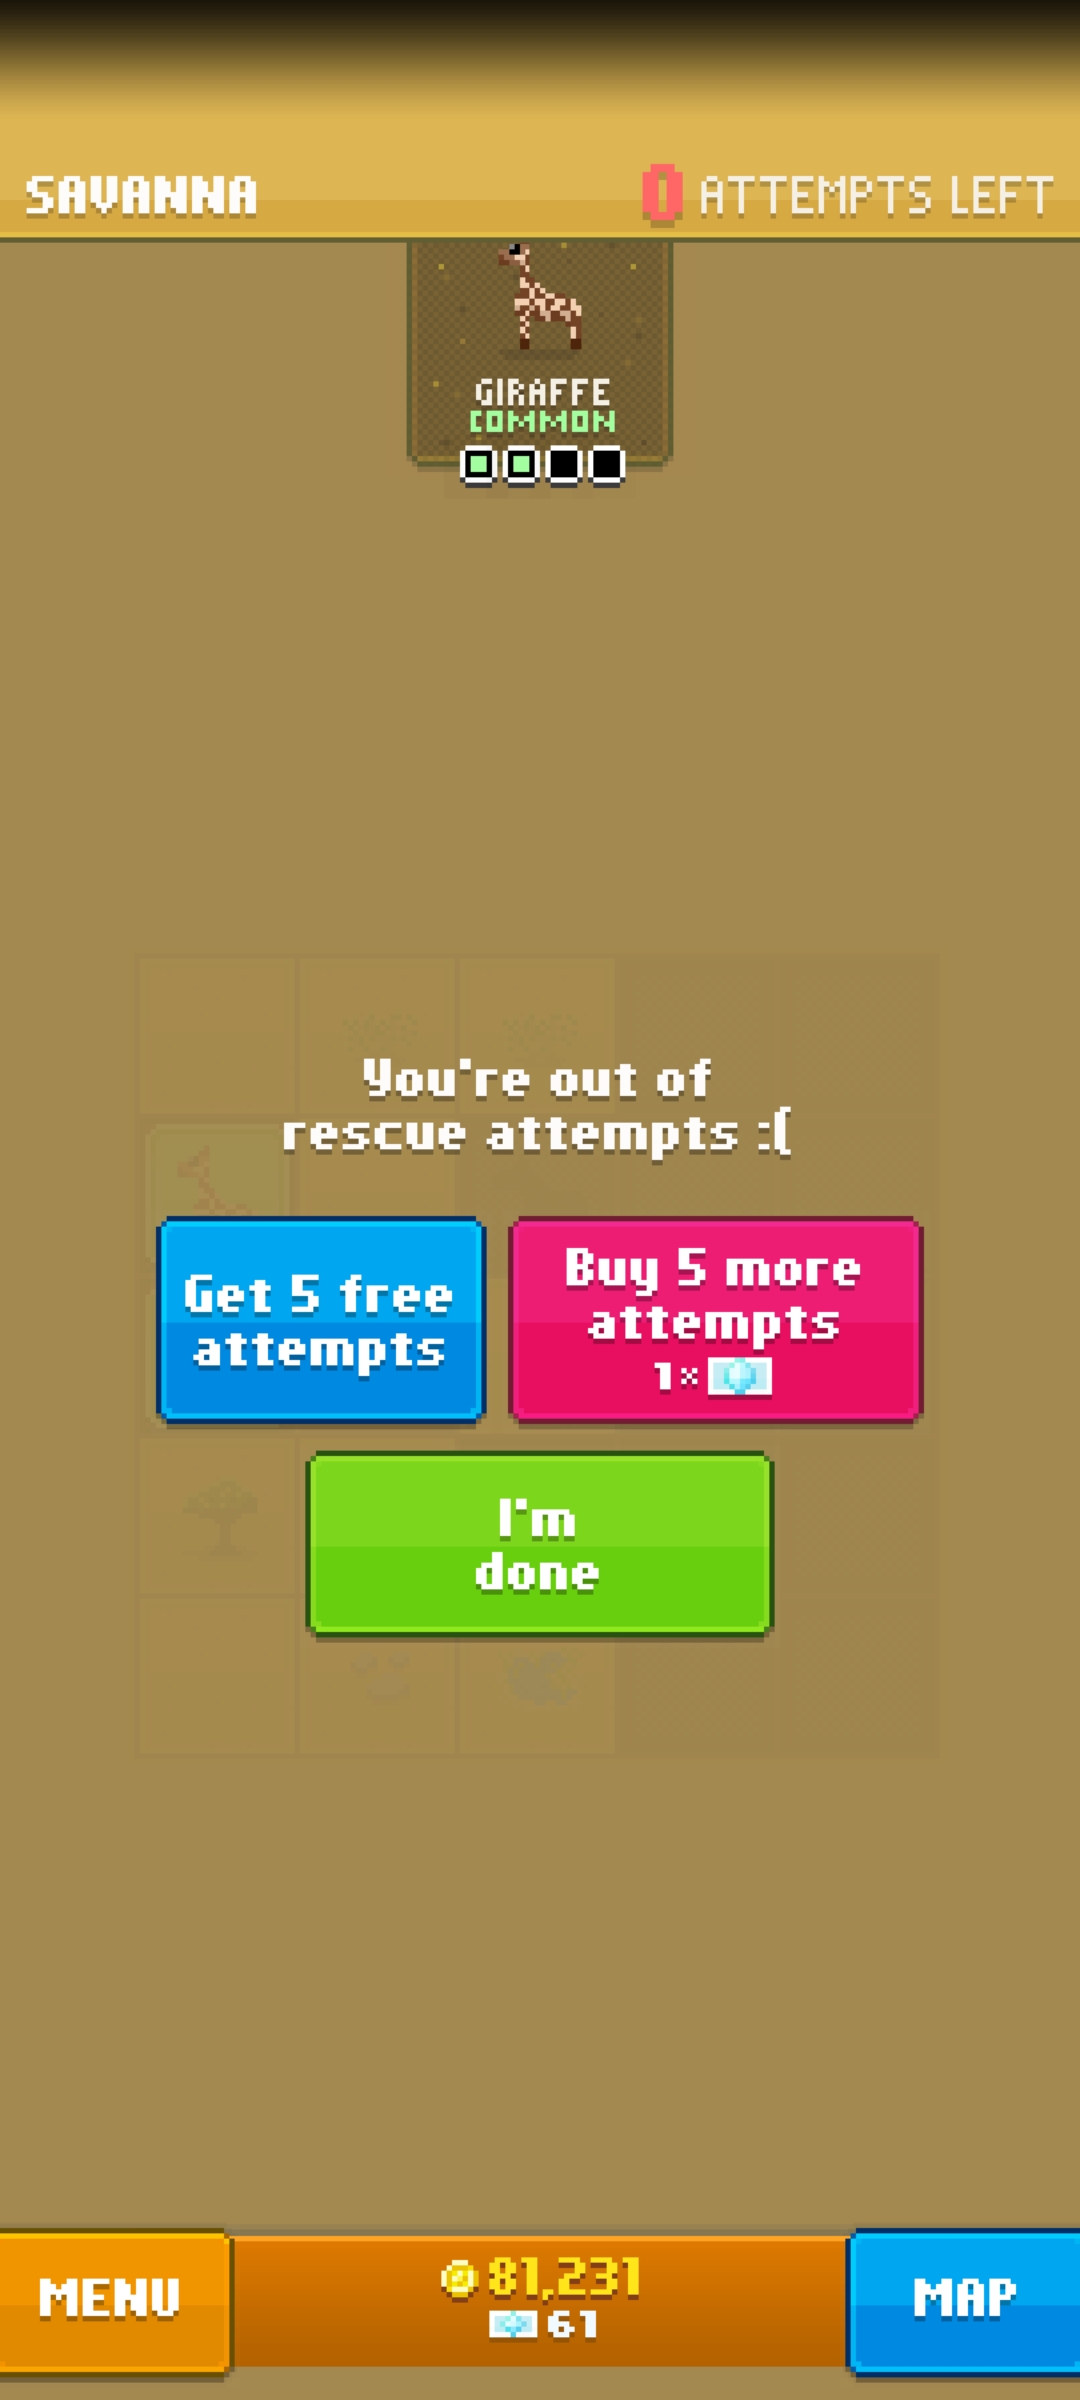 SAVANNA
0 ATTEMPTS LEFT
GIRAFFE
COMMON
You're out of
rescue attempts :(
Get 5 free
attempts
Buy 5 more
attempts
1×
I'm
done
MENU
81,231
61
MAP